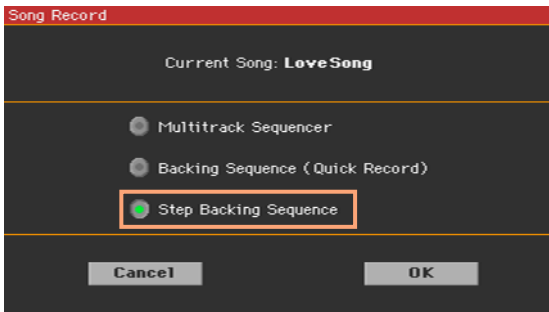 Song Record
Current Song: LoveSong
Multitrack Sequencer
Backing Sequence (Quick Record)
Step Backing Sequence
Cancel OK